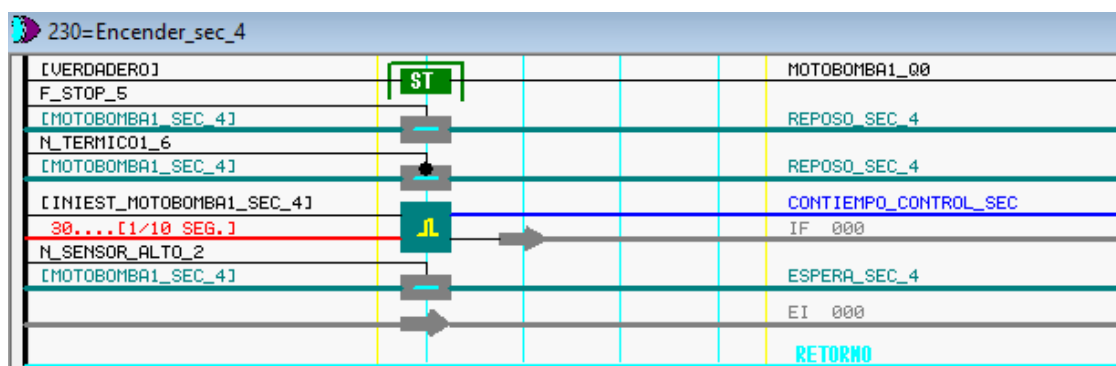 230=Encender_sec_4
[VERDADERO] ST MOTOBOMBA1_Q0
F_STOP_5
[MOTOBOMBA1_SEC_4] REPOSO_SEC_4
N_TERMICO1_6
[MOTOBOMBA1_SEC_4] REPOSO_SEC_4
[INIEST_MOTOBOMBA1_SEC_4] CONTIEMPO_CONTROL_SEC
30....[1/10 SEG.] IF 000
N_SENSOR_ALTO_2
[MOTOBOMBA1_SEC_4] ESPERA_SEC_4
EI 000
RETORNO